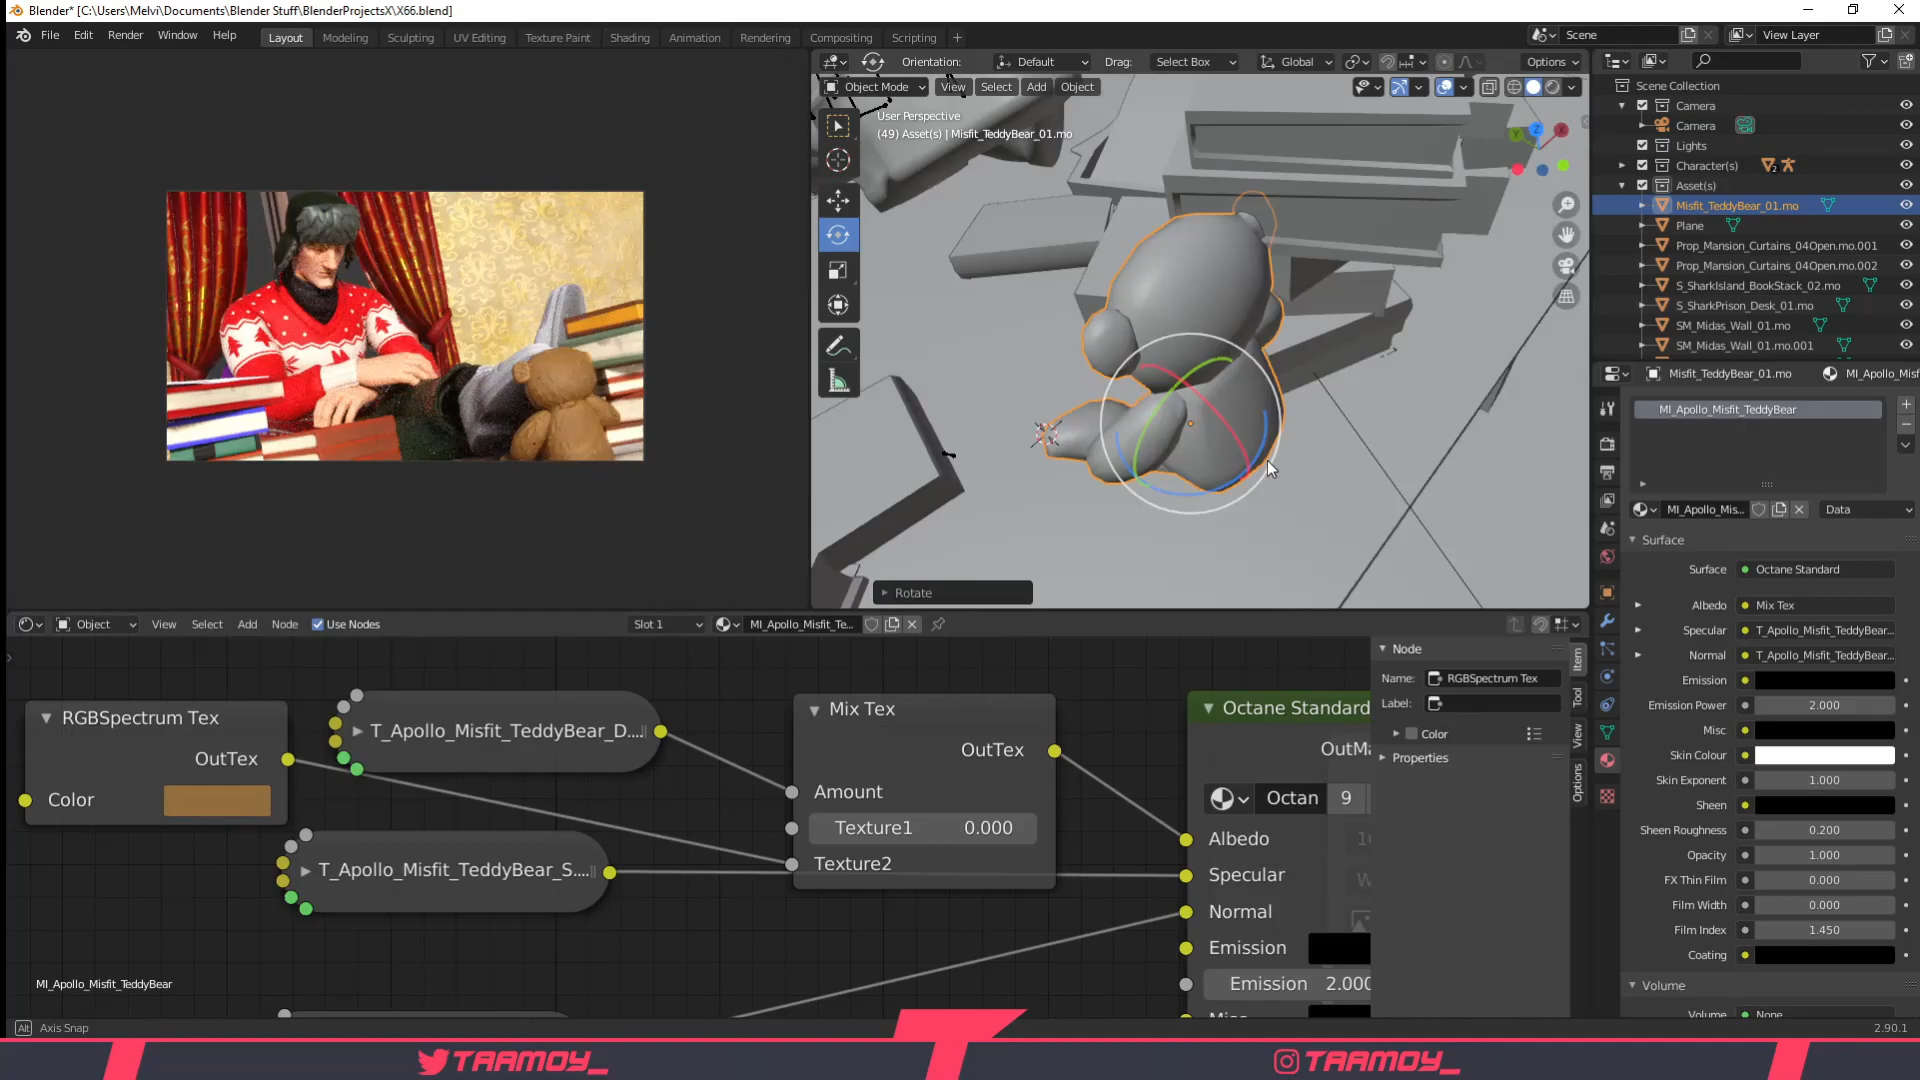 Blender* [C:\Users\Melvi\Documents\Blender Stuff\BlenderProjectsX\X66.blend]
File Edit Render Window Help
Layout Modeling Sculpting UV Editing Texture Paint Shading Animation Rendering Compositing Scripting +
Scene
View Layer
Orientation: Default Drag: Select Box Global Options
Object Mode View Select Add Object
User Perspective
(49) Asset(s) | Misfit_TeddyBear_01.mo
Rotate
Scene Collection
Camera
Camera
Lights
Character(s) 2
Asset(s)
Misfit_TeddyBear_01.mo
Plane
Prop_Mansion_Curtains_04Open.mo.001
Prop_Mansion_Curtains_04Open.mo.002
S_SharkIsland_BookStack_02.mo
S_SharkPrison_Desk_01.mo
SM_Midas_Wall_01.mo
SM_Midas_Wall_01.mo.001
Misfit_TeddyBear_01.mo MI_Apollo_Misf
MI_Apollo_Misfit_TeddyBear
MI_Apollo_Mis... Data
Surface
Surface Octane Standard
Albedo Mix Tex
Specular T_Apollo_Misfit_TeddyBear...
Normal T_Apollo_Misfit_TeddyBear...
Emission
Emission Power 2.000
Misc
Skin Colour
Skin Exponent 1.000
Sheen
Sheen Roughness 0.200
Opacity 1.000
FX Thin Film 0.000
Film Width 0.000
Film Index 1.450
Coating
Volume
Volume None
Object View Select Add Node Use Nodes Slot 1 MI_Apollo_Misfit_Te...
RGBSpectrum Tex
OutTex
Color
T_Apollo_Misfit_TeddyBear_D....
T_Apollo_Misfit_TeddyBear_S....
Mix Tex
OutTex
Amount
Texture1 0.000
Texture2
Octane Standard
OutMa
Octan 9
Albedo
Specular
Normal
Emission
Emission 2.000
Misc
Node
Name: RGBSpectrum Tex
Label:
Color
Properties
Item
Tool
View
Options
MI_Apollo_Misfit_TeddyBear
Alt Axis Snap
2.90.1
TAAMOY_
TAAMOY_